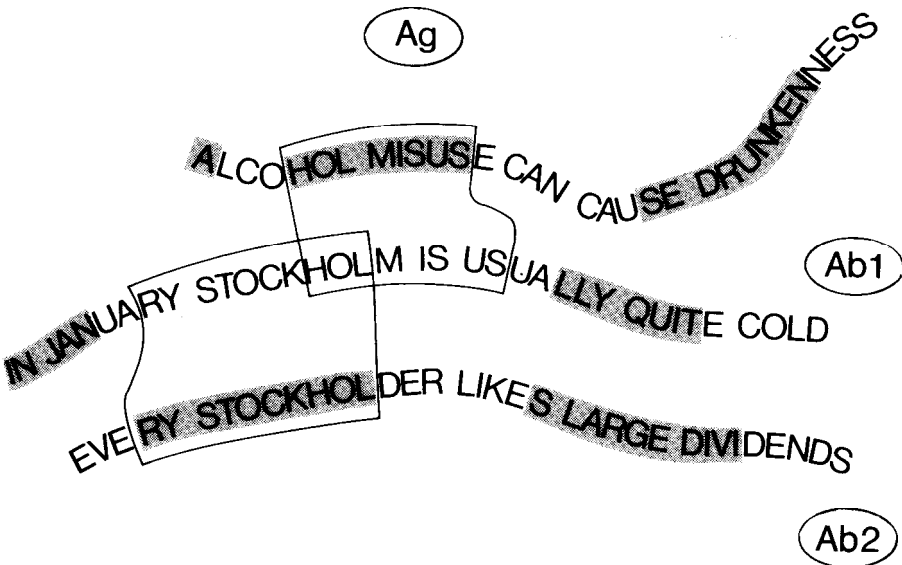 Ag
ALCOHOL MISUSE CAN CAUSE DRUNKENNESS
Ab1
IN JANUARY STOCKHOLM IS USUALLY QUITE COLD
EVERY STOCKHOLDER LIKES LARGE DIVIDENDS
Ab2